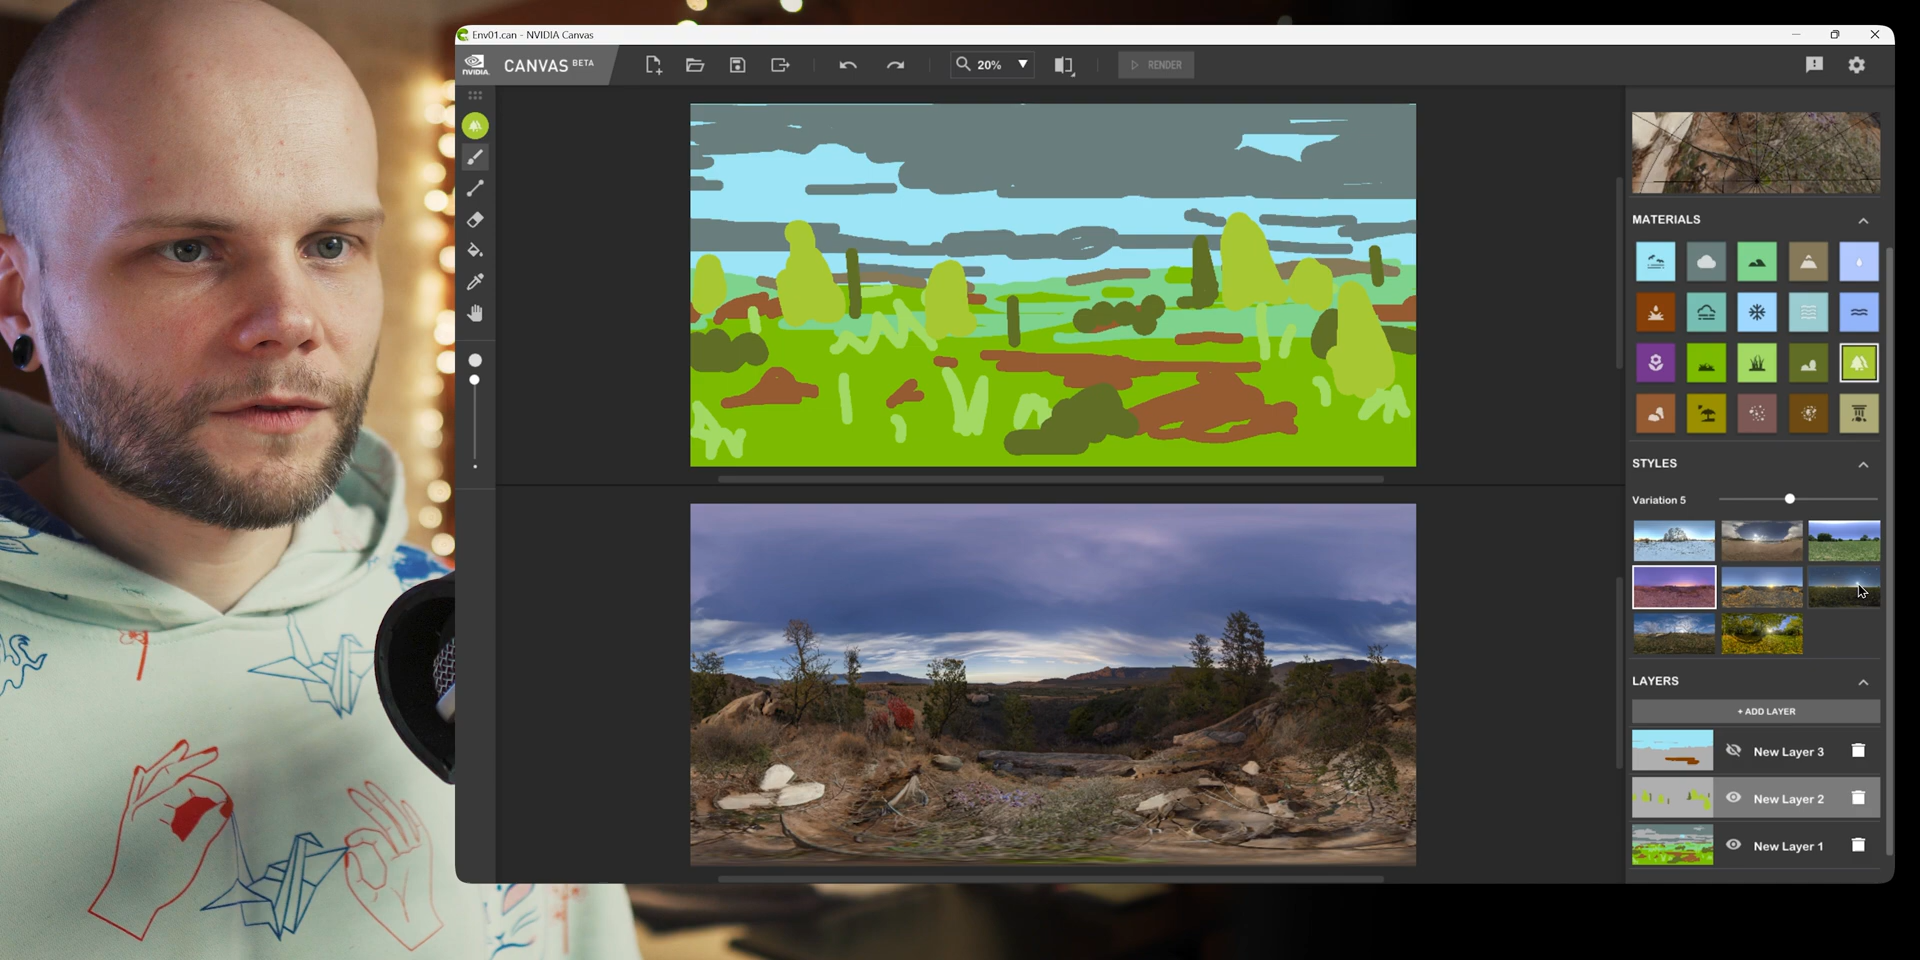 Env01.can - NVIDIA Canvas
NVIDIA
CANVAS BETA
20%
RENDER
MATERIALS
STYLES
Variation 5
LAYERS
+ ADD LAYER
New Layer 3
New Layer 2
New Layer 1